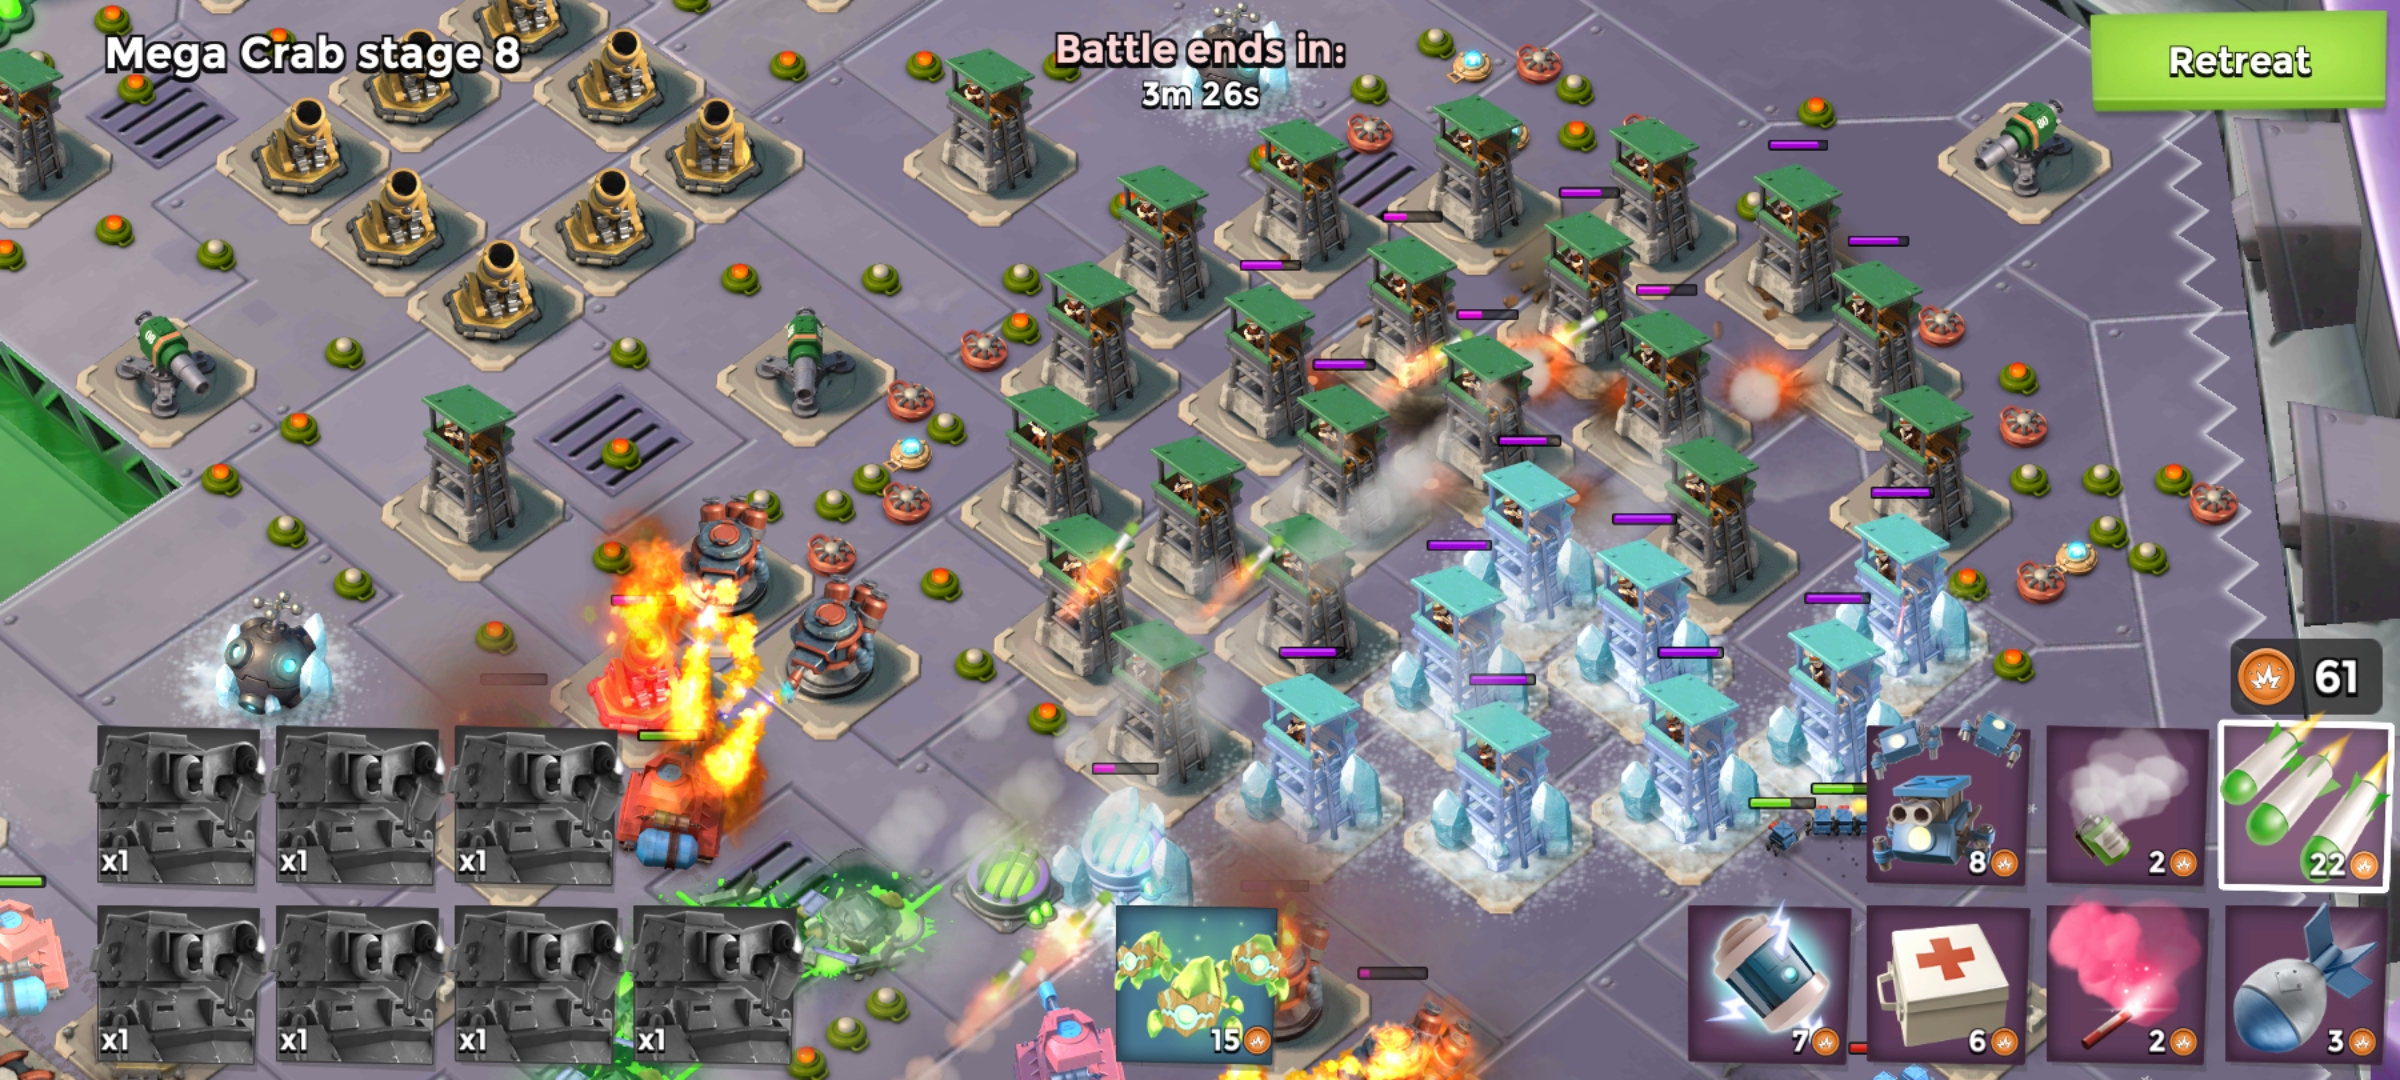 Mega Crab stage 8
Battle ends in:
3m 26s
Retreat
61
x1
x1
x1
8
2
22
x1
x1
x1
x1
15
7
6
2
3